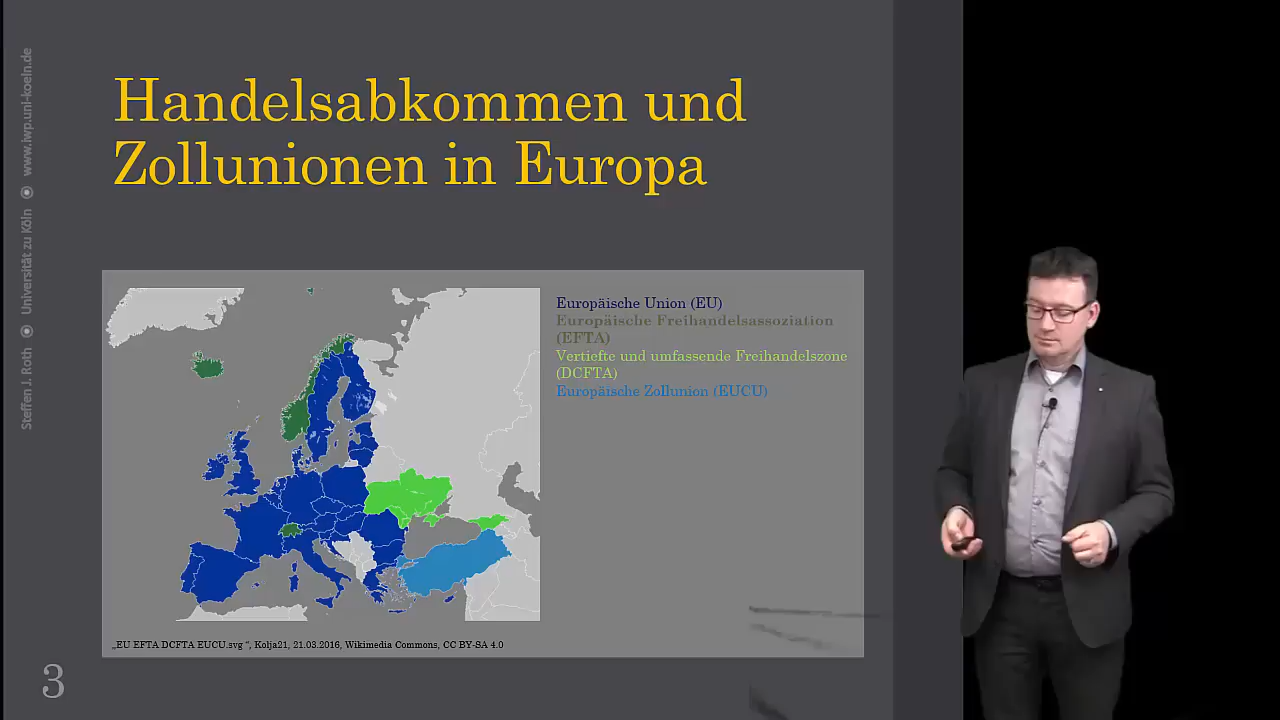 Handelsabkommen und
Zollunionen in Europa
Europäische Union (EU)
Europäische Freihandelsassoziation
(EFTA)
Vertiefte und umfassende Freihandelszone
(DCFTA)
Europäische Zollunion (EUCU)
„EU EFTA DCFTA EUCU.svg “, Kolja21, 21.03.2016, Wikimedia Commons, CC BY-SA 4.0
3
Steffen J. Roth ◉ Universität zu Köln ◉ www.iwp.uni-koeln.de